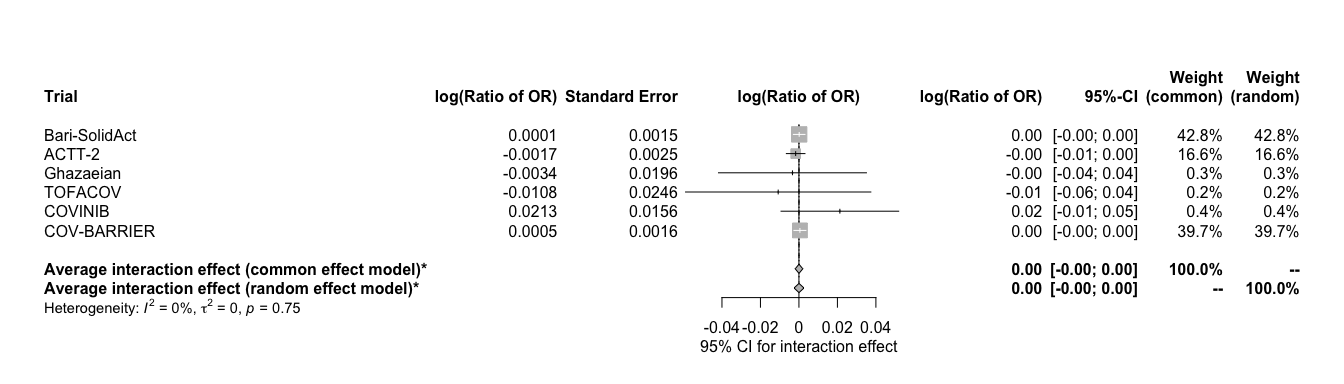 Weight Weight
Trial log(Ratio of OR) Standard Error log(Ratio of OR) log(Ratio of OR) 95%-CI (common) (random)
Bari-SolidAct 0.0001 0.0015 0.00 [-0.00; 0.00] 42.8% 42.8%
ACTT-2 -0.0017 0.0025 -0.00 [-0.01; 0.00] 16.6% 16.6%
Ghazaeian -0.0034 0.0196 -0.00 [-0.04; 0.04] 0.3% 0.3%
TOFACOV -0.0108 0.0246 -0.01 [-0.06; 0.04] 0.2% 0.2%
COVINIB 0.0213 0.0156 0.02 [-0.01; 0.05] 0.4% 0.4%
COV-BARRIER 0.0005 0.0016 0.00 [-0.00; 0.00] 39.7% 39.7%
Average interaction effect (common effect model)* 0.00 [-0.00; 0.00] 100.0% --
Average interaction effect (random effect model)* 0.00 [-0.00; 0.00] -- 100.0%
Heterogeneity: I² = 0%, τ² = 0, p = 0.75
-0.04 -0.02 0 0.02 0.04
95% CI for interaction effect